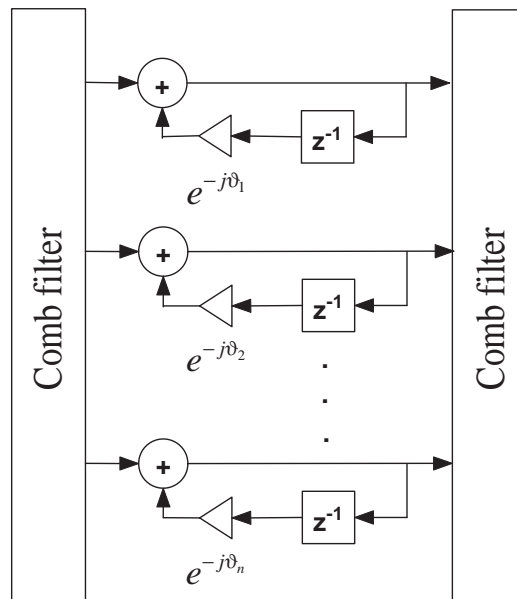 Comb filter
+
z⁻¹
e^{-jϑ₁}
+
z⁻¹
e^{-jϑ₂}
.
.
.
+
z⁻¹
e^{-jϑₙ}
Comb filter